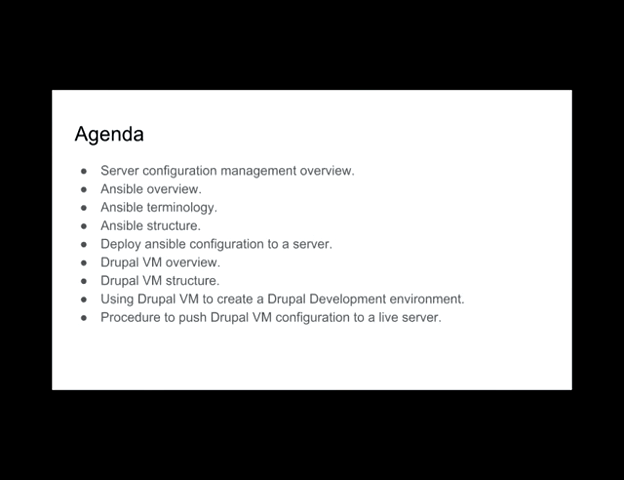 Agenda
● Server configuration management overview.
● Ansible overview.
● Ansible terminology.
● Ansible structure.
● Deploy ansible configuration to a server.
● Drupal VM overview.
● Drupal VM structure.
● Using Drupal VM to create a Drupal Development environment.
● Procedure to push Drupal VM configuration to a live server.